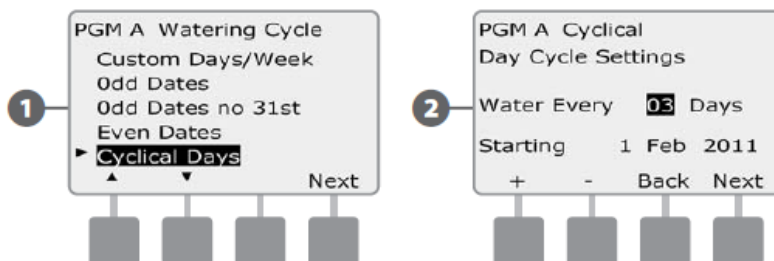 PGM A Watering Cycle
Custom Days/Week
Odd Dates
Odd Dates no 31st
Even Dates
Cyclical Days
Next
1
PGM A Cyclical
Day Cycle Settings
Water Every 03 Days
Starting 1 Feb 2011
+ - Back Next
2